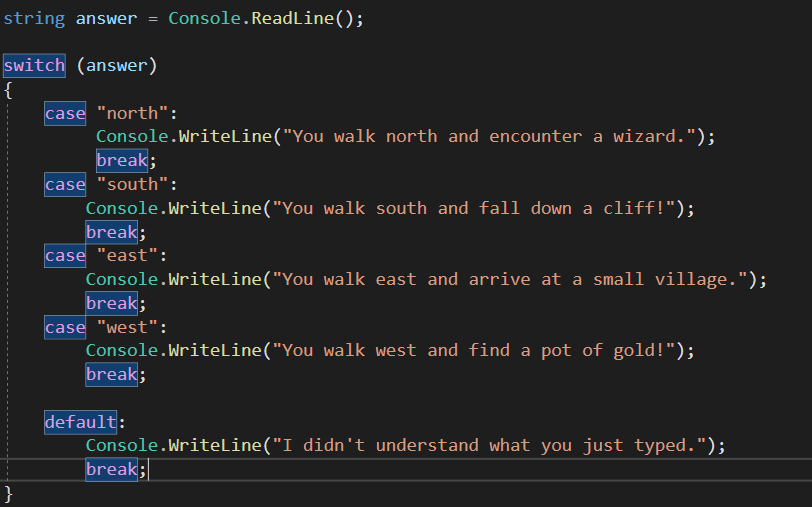 string answer = Console.ReadLine();
switch (answer)
{
case "north":
Console.WriteLine("You walk north and encounter a wizard.");
break;
case "south":
Console.WriteLine("You walk south and fall down a cliff!");
break;
case "east":
Console.WriteLine("You walk east and arrive at a small village.");
break;
case "west":
Console.WriteLine("You walk west and find a pot of gold!");
break;
default:
Console.WriteLine("I didn't understand what you just typed.");
break;
}